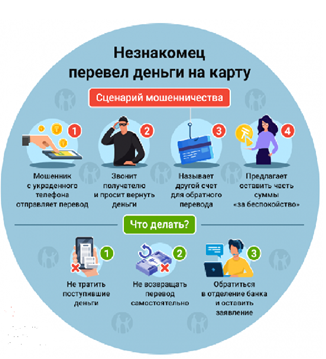 Незнакомец
перевел деньги на карту
Сценарий мошенничества
1
2
3
4
Мошенник
с украденного
телефона
отправляет перевод
Звонит
получателю
и просит вернуть
деньги
Называет
другой счет
для обратного
перевода
Предлагает
оставить часть
суммы
«за беспокойство»
Что делать?
1
2
3
Не тратить
поступившие
деньги
Не возвращать
перевод
самостоятельно
Обратиться
в отделение банка
и оставить
заявление